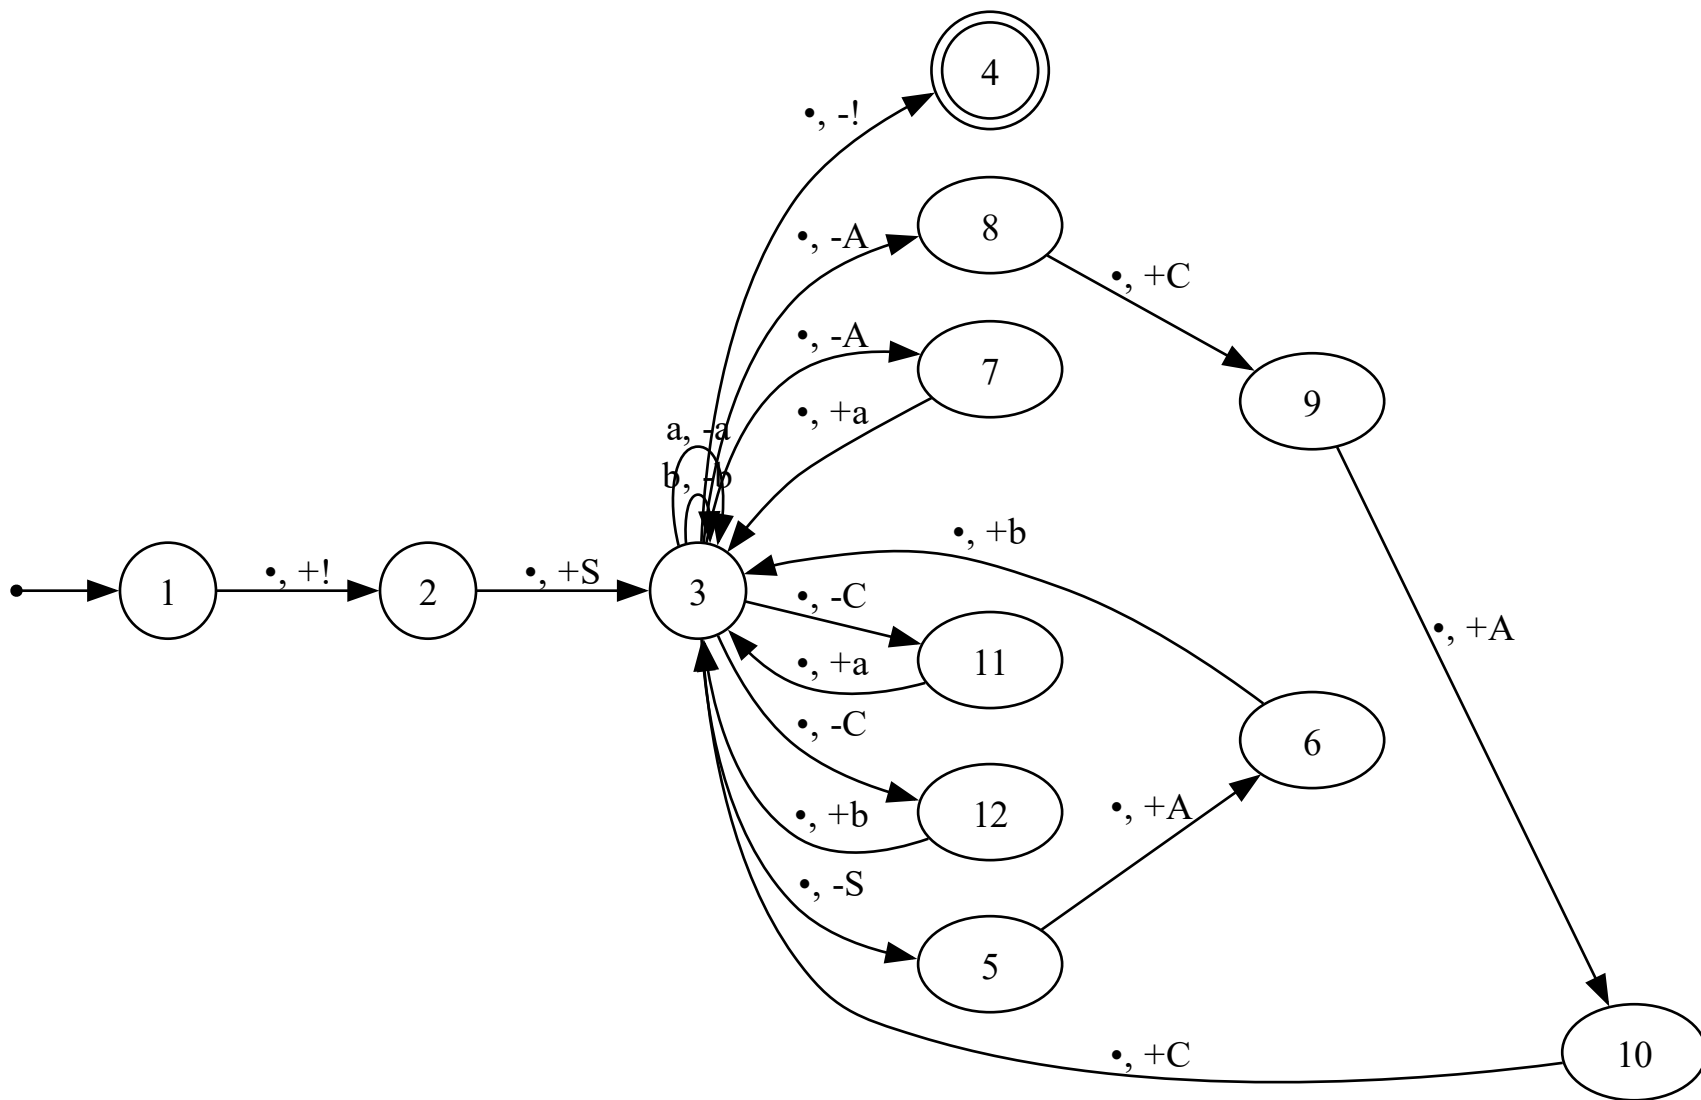 4
•, -!
8
•, -A
•, +C
•, -A
7
9
•, +a
a, -a
b, -b
•, +b
1
•, +!
2
•, +S
3
•, -C
•, +A
11
•, +a
•, -C
6
•, +A
12
•, +b
•, -S
5
10
•, +C